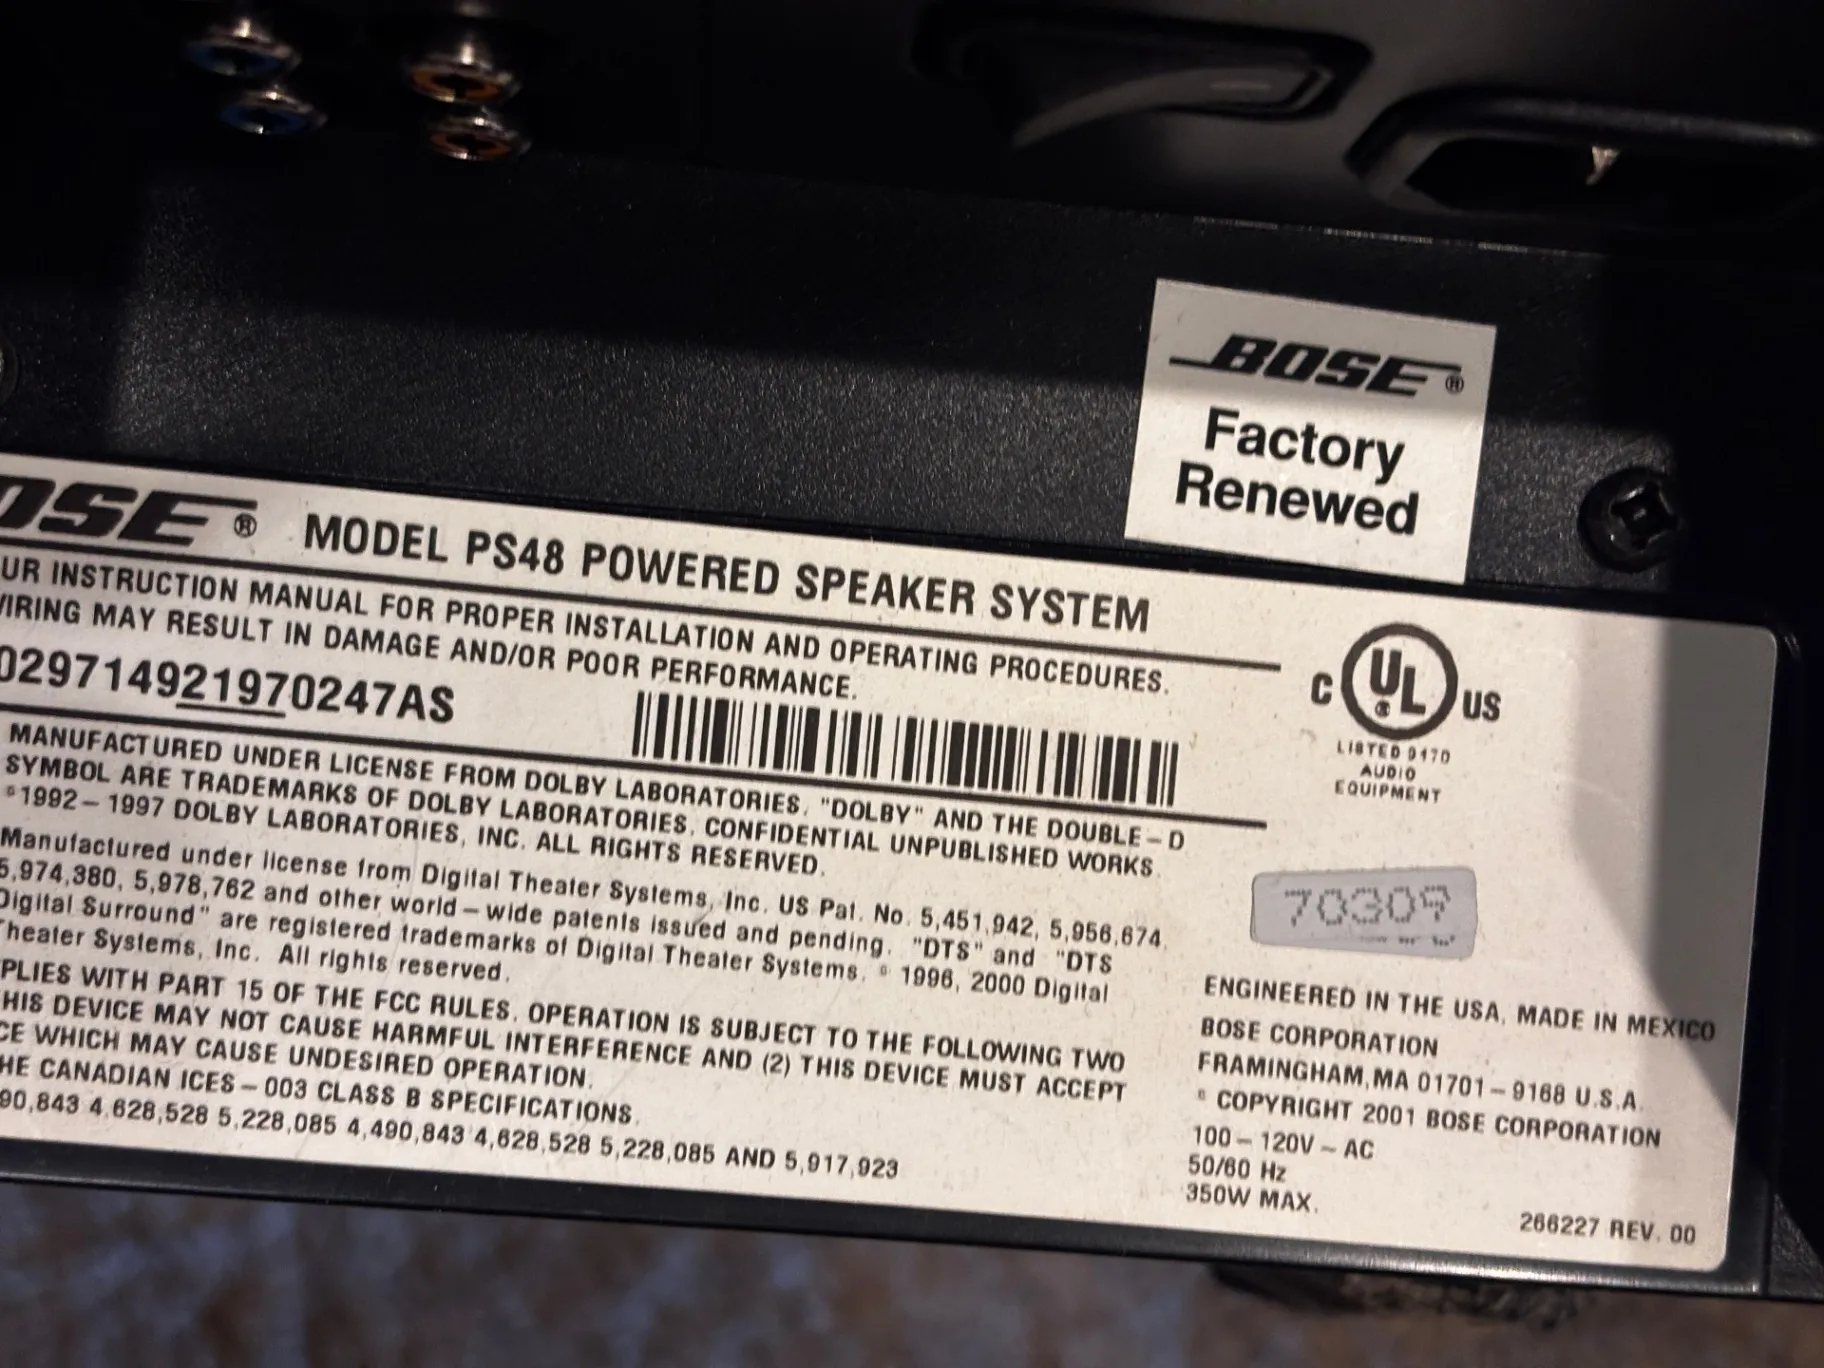 BOSE®
Factory
Renewed
OSE® MODEL PS48 POWERED SPEAKER SYSTEM
UR INSTRUCTION MANUAL FOR PROPER INSTALLATION AND OPERATING PROCEDURES.
WIRING MAY RESULT IN DAMAGE AND/OR POOR PERFORMANCE.
029714921970247AS
C UL® US
LISTED 9170
AUDIO
EQUIPMENT
MANUFACTURED UNDER LICENSE FROM DOLBY LABORATORIES. "DOLBY" AND THE DOUBLE-D
SYMBOL ARE TRADEMARKS OF DOLBY LABORATORIES. CONFIDENTIAL UNPUBLISHED WORKS.
©1992-1997 DOLBY LABORATORIES, INC. ALL RIGHTS RESERVED.
Manufactured under license from Digital Theater Systems, Inc. US Pat. No. 5,451,942, 5,956,674,
5,974,380, 5,978,762 and other world-wide patents issued and pending. "DTS" and "DTS
Digital Surround" are registered trademarks of Digital Theater Systems. © 1996, 2000 Digital
Theater Systems, Inc. All rights reserved.
PLIES WITH PART 15 OF THE FCC RULES. OPERATION IS SUBJECT TO THE FOLLOWING TWO
HIS DEVICE MAY NOT CAUSE HARMFUL INTERFERENCE AND (2) THIS DEVICE MUST ACCEPT
CE WHICH MAY CAUSE UNDESIRED OPERATION.
HE CANADIAN ICES-003 CLASS B SPECIFICATIONS.
90,843 4,628,528 5,228,085 4,490,843 4,628,528 5,228,085 AND 5,917,923
70309
ENGINEERED IN THE USA. MADE IN MEXICO
BOSE CORPORATION
FRAMINGHAM, MA 01701-9168 U.S.A.
© COPYRIGHT 2001 BOSE CORPORATION
100-120V~AC
50/60 Hz
350W MAX.
266227 REV. 00